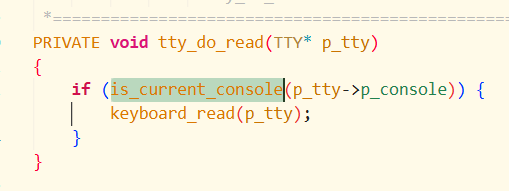 *======================================================
PRIVATE void tty_do_read(TTY* p_tty)
{
    if (is_current_console(p_tty->p_console)) {
        keyboard_read(p_tty);
    }
}